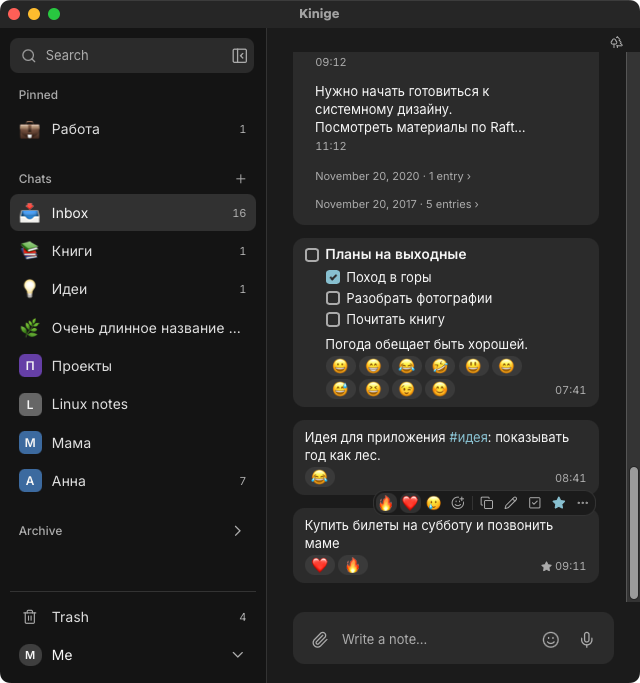 Kinige
Search
Pinned
Работа 1
Chats
Inbox 16
Книги 1
Идеи 1
Очень длинное название ...
П Проекты
L Linux notes
М Мама
А Анна 7
Archive
Trash 4
M Me
09:12
Нужно начать готовиться к
системному дизайну.
Посмотреть материалы по Raft...
11:12
November 20, 2020 · 1 entry ›
November 20, 2017 · 5 entries ›
Планы на выходные
Поход в горы
Разобрать фотографии
Почитать книгу
Погода обещает быть хорошей.
07:41
Идея для приложения #идея: показывать
год как лес.
08:41
Купить билеты на субботу и позвонить
маме
09:11
Write a note...